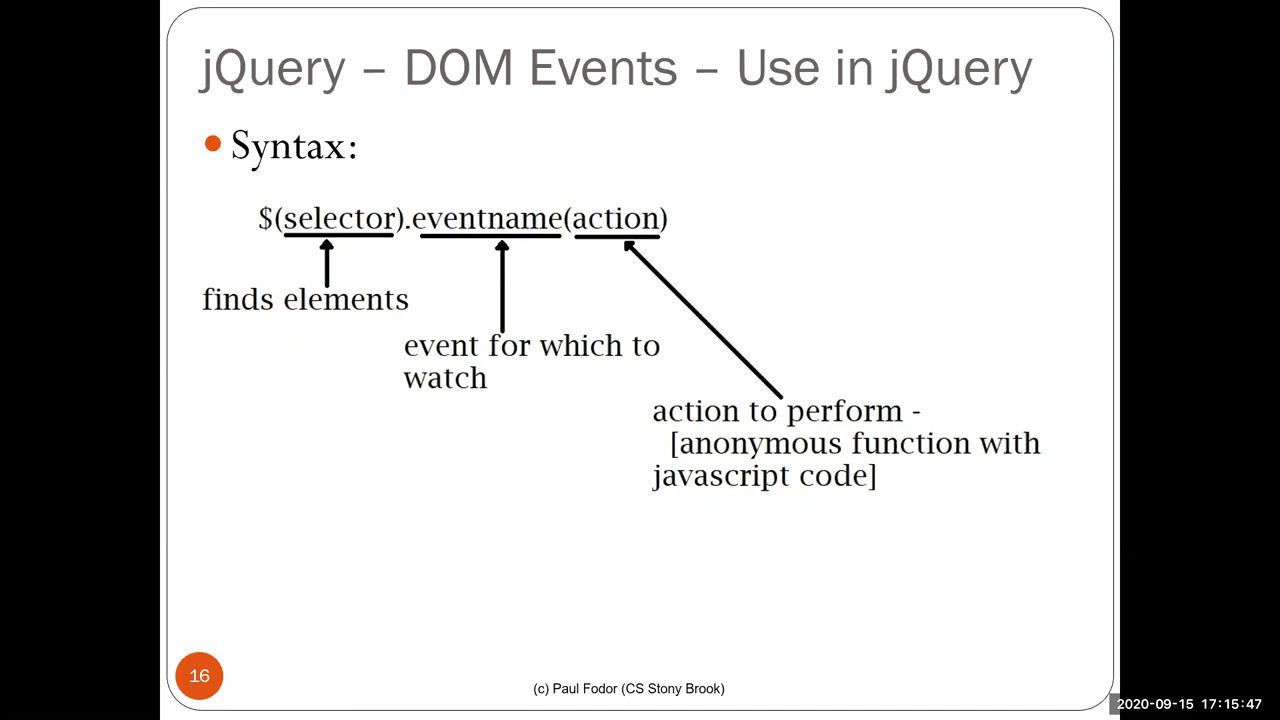 jQuery – DOM Events – Use in jQuery
Syntax:
$(selector).eventname(action)
finds elements
event for which to
watch
action to perform -
[anonymous function with
javascript code]
16
(c) Paul Fodor (CS Stony Brook)
2020-09-15 17:15:47